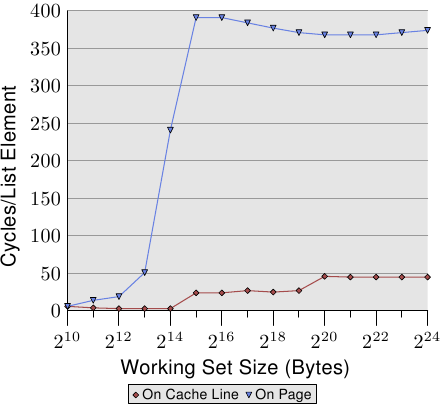 400
350
300
250
200
150
100
50
0
Cycles/List Element
2^10 2^12 2^14 2^16 2^18 2^20 2^22 2^24
Working Set Size (Bytes)
On Cache Line On Page